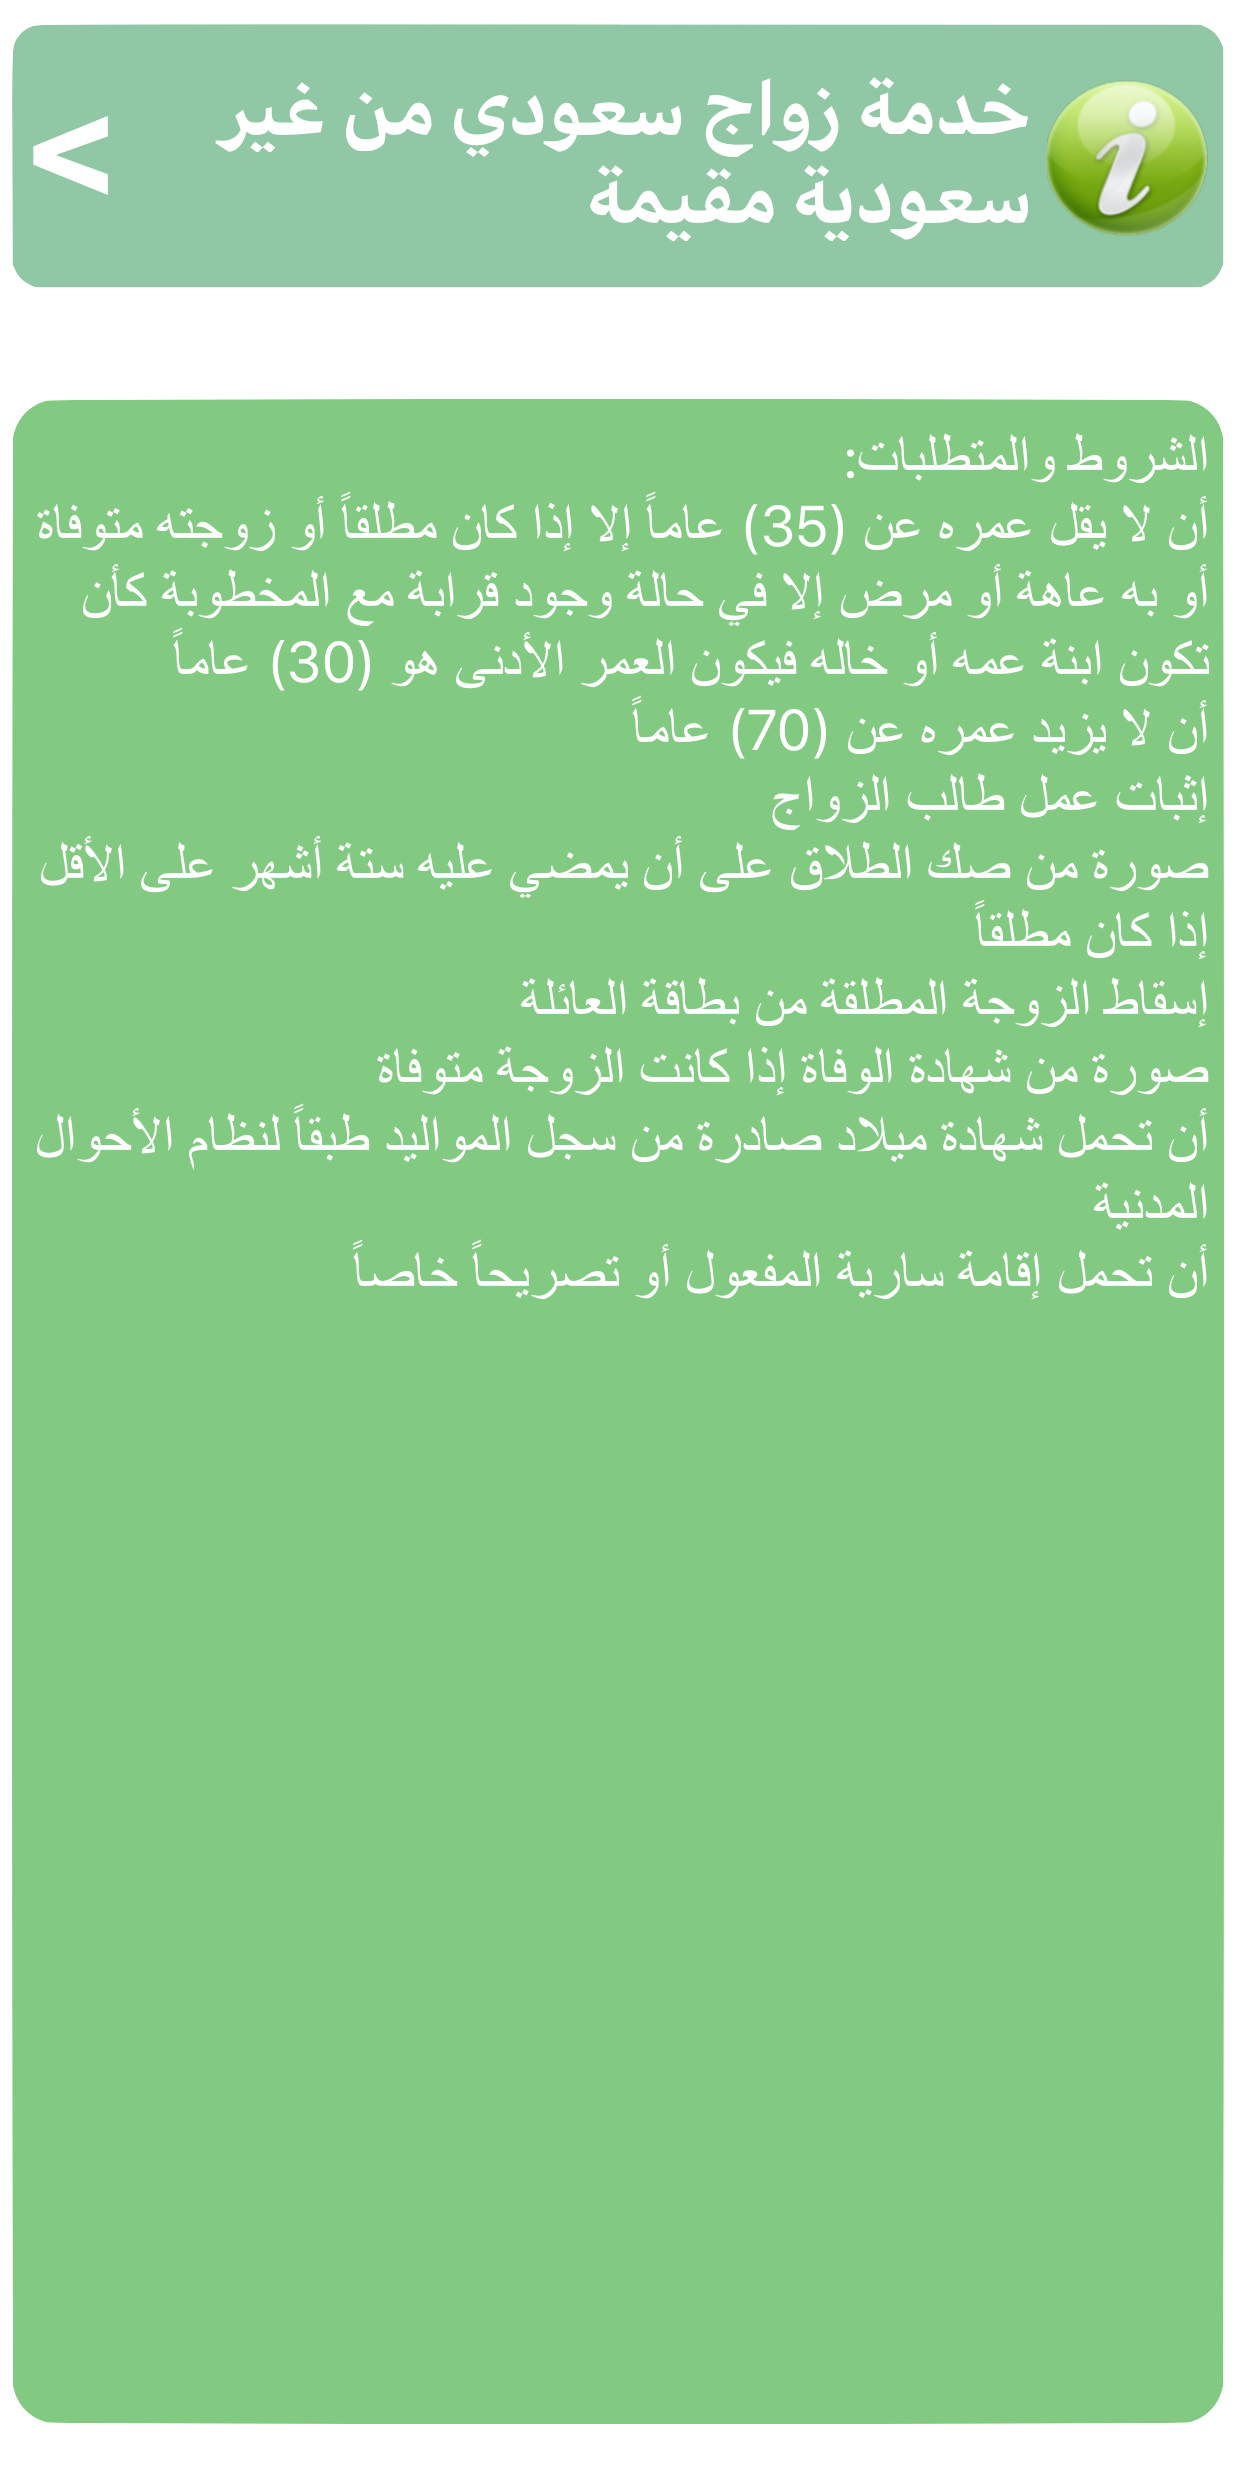 خدمة زواج سعودي من غير
سعودية مقيمة
>
الشروط والمتطلبات:
أن لا يقل عمره عن (35) عاماً إلا إذا كان مطلقاً أو زوجته متوفاة
أو به عاهة أو مرض إلا في حالة وجود قرابة مع المخطوبة كأن
تكون ابنة عمه أو خاله فيكون العمر الأدنى هو (30) عاماً
أن لا يزيد عمره عن (70) عاماً
إثبات عمل طالب الزواج
صورة من صك الطلاق على أن يمضي عليه ستة أشهر على الأقل
إذا كان مطلقاً
إسقاط الزوجة المطلقة من بطاقة العائلة
صورة من شهادة الوفاة إذا كانت الزوجة متوفاة
أن تحمل شهادة ميلاد صادرة من سجل المواليد طبقاً لنظام الأحوال
المدنية
أن تحمل إقامة سارية المفعول أو تصريحاً خاصاً